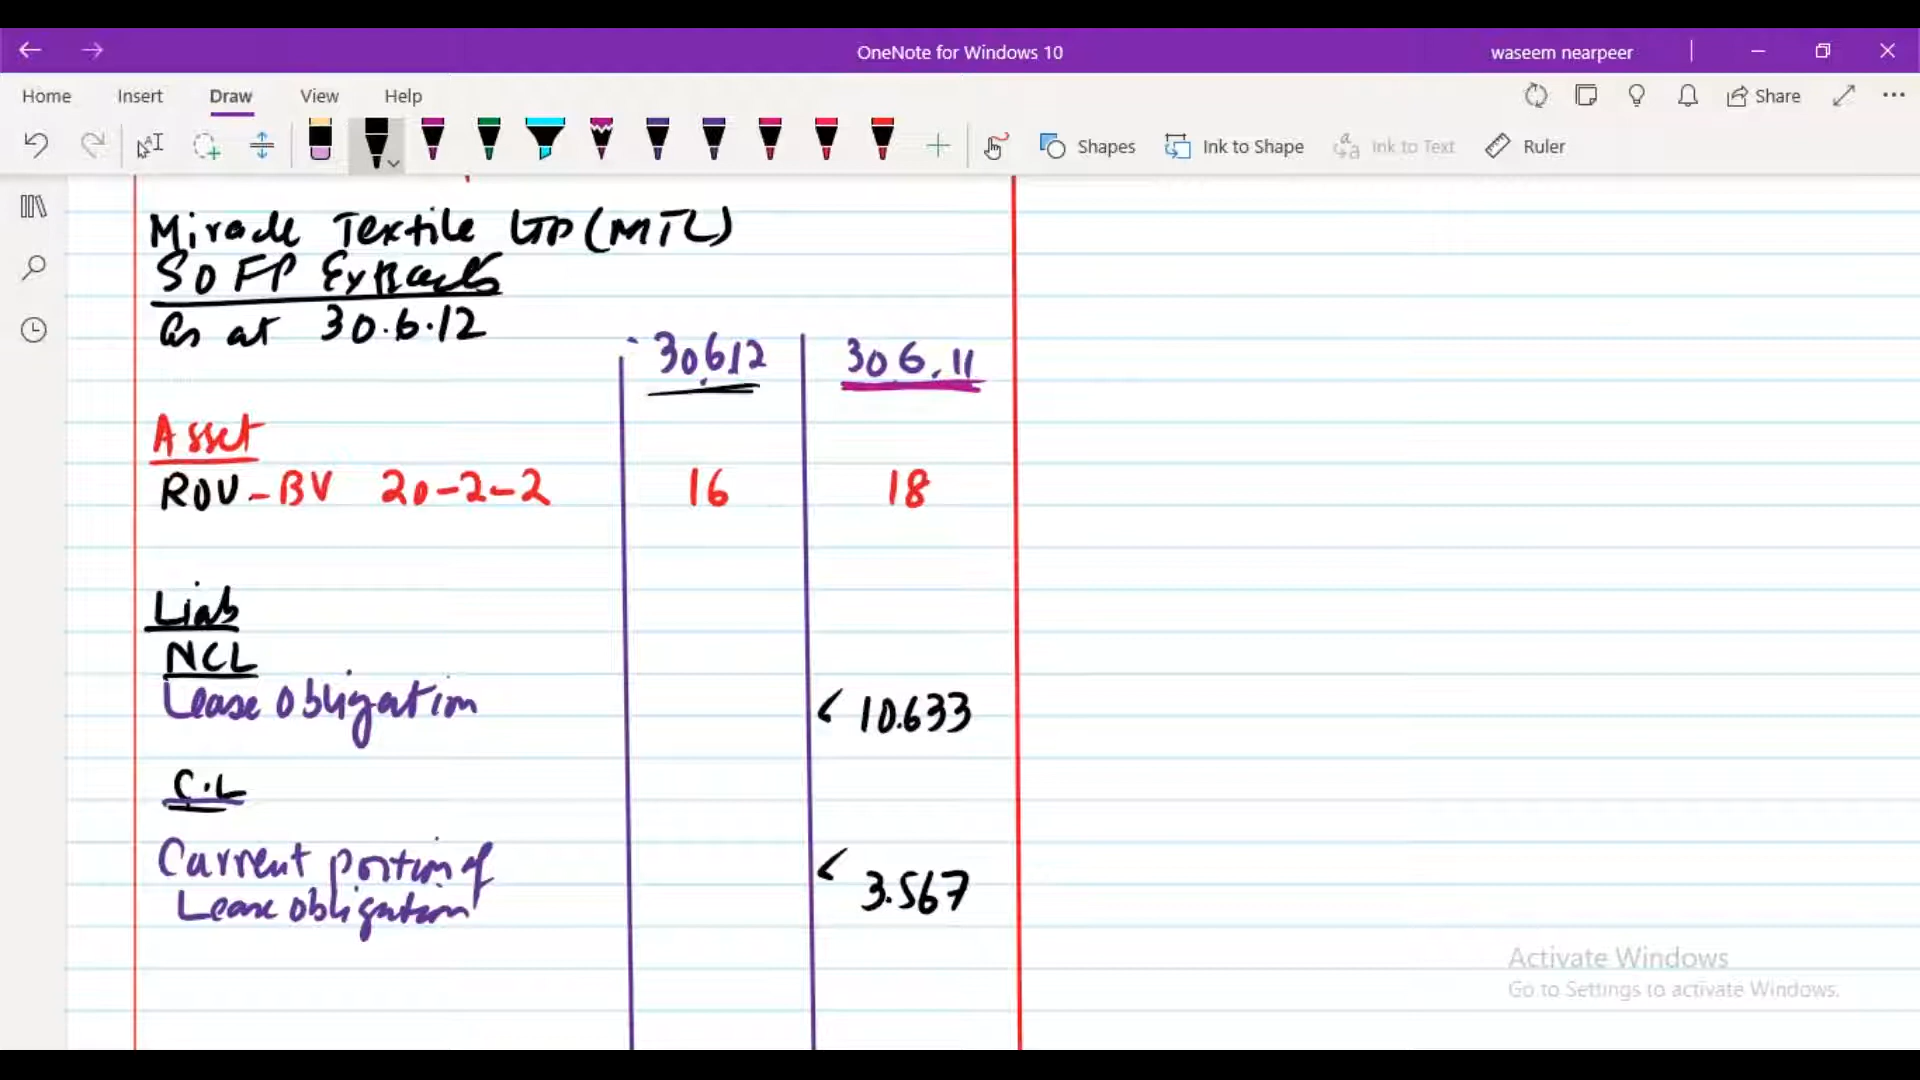 OneNote for Windows 10
waseem nearpeer
Home Insert Draw View Help
Share
Shapes Ink to Shape Ink to Text Ruler
Miracle Textile LTD (MTL)
SOFP Extracts
As at 30.6.12
30.6.12 30.6.11
Asset
ROU - BV 20-2-2 16 18
Liab
NCL
Lease Obligation < 10.633
C.L
Current portion of
Lease obligation < 3.567
Activate Windows
Go to Settings to activate Windows.